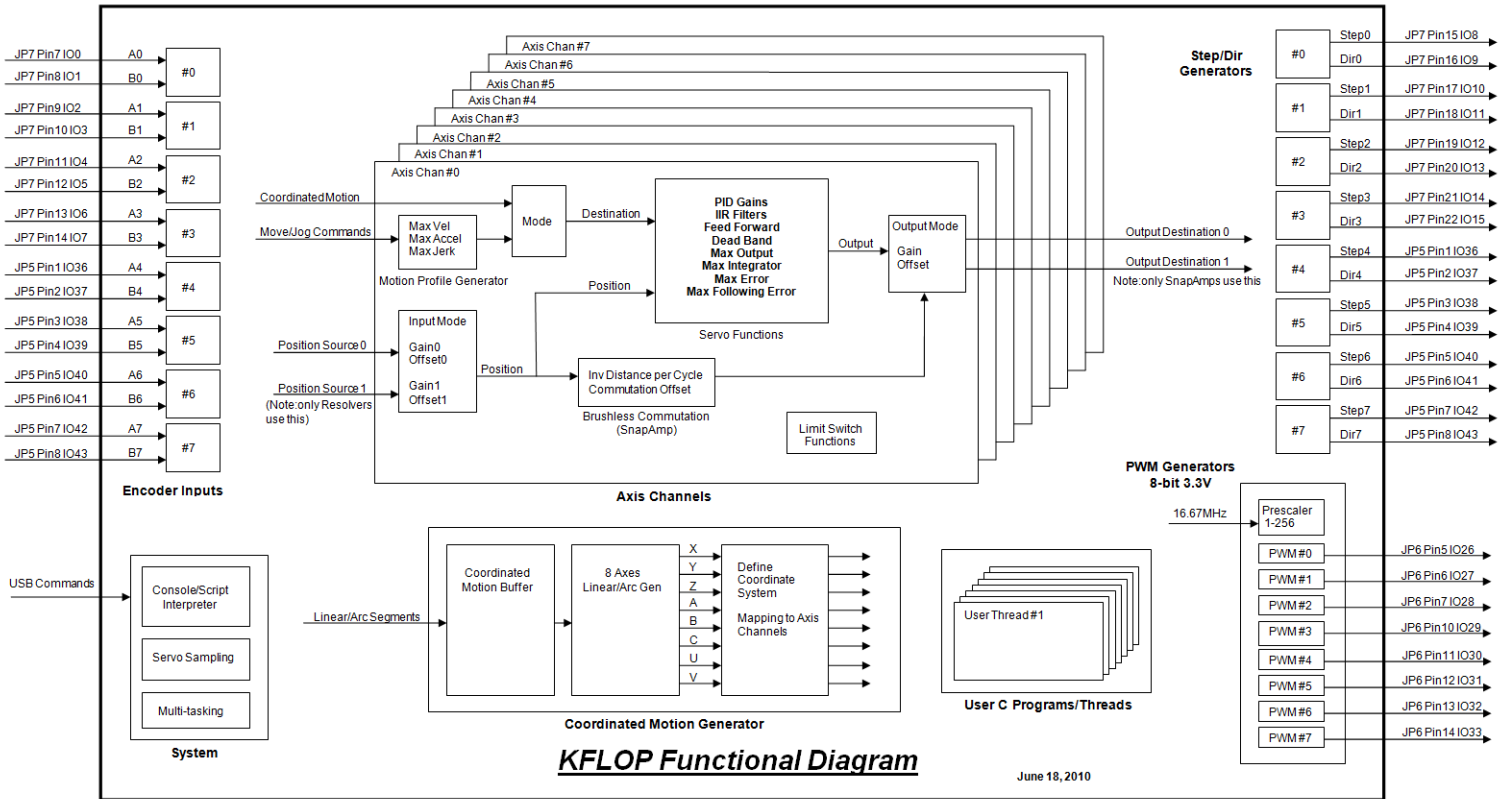 Axis Chan #7
Axis Chan #6
Axis Chan #5
Axis Chan #4
Axis Chan #3
Axis Chan #2
Axis Chan #1
Axis Chan #0
JP7 Pin7 IO0
A0
JP7 Pin8 IO1
B0
#0
JP7 Pin9 IO2
A1
JP7 Pin10 IO3
B1
#1
JP7 Pin11 IO4
A2
JP7 Pin12 IO5
B2
#2
JP7 Pin13 IO6
A3
JP7 Pin14 IO7
B3
#3
JP5 Pin1 IO36
A4
JP5 Pin2 IO37
B4
#4
JP5 Pin3 IO38
A5
JP5 Pin4 IO39
B5
#5
JP5 Pin5 IO40
A6
JP5 Pin6 IO41
B6
#6
JP5 Pin7 IO42
A7
JP5 Pin8 IO43
B7
#7
Encoder Inputs
Coordinated Motion
Move/Jog Commands
Max Vel
Max Accel
Max Jerk
Motion Profile Generator
Mode
Destination
Position
PID Gains
IIR Filters
Feed Forward
Dead Band
Max Output
Max Integrator
Max Error
Max Following Error
Servo Functions
Output
Output Mode
Gain
Offset
Output Destination 0
Output Destination 1
Note:only SnapAmps use this
Position Source 0
Position Source 1
(Note:only Resolvers
use this)
Input Mode
Gain0
Offset0
Gain1
Offset1
Position
Inv Distance per Cycle
Commutation Offset
Brushless Commutation
(SnapAmp)
Limit Switch
Functions
Axis Channels
Step/Dir
Generators
#0
Step0
JP7 Pin15 IO8
Dir0
JP7 Pin16 IO9
#1
Step1
JP7 Pin17 IO10
Dir1
JP7 Pin18 IO11
#2
Step2
JP7 Pin19 IO12
Dir2
JP7 Pin20 IO13
#3
Step3
JP7 Pin21 IO14
Dir3
JP7 Pin22 IO15
#4
Step4
JP5 Pin1 IO36
Dir4
JP5 Pin2 IO37
#5
Step5
JP5 Pin3 IO38
Dir5
JP5 Pin4 IO39
#6
Step6
JP5 Pin5 IO40
Dir6
JP5 Pin6 IO41
#7
Step7
JP5 Pin7 IO42
Dir7
JP5 Pin8 IO43
PWM Generators
8-bit 3.3V
16.67MHz
Prescaler
1-256
PWM #0
JP6 Pin5 IO26
PWM #1
JP6 Pin6 IO27
PWM #2
JP6 Pin7 IO28
PWM #3
JP6 Pin10 IO29
PWM #4
JP6 Pin11 IO30
PWM #5
JP6 Pin12 IO31
PWM #6
JP6 Pin13 IO32
PWM #7
JP6 Pin14 IO33
USB Commands
Console/Script
Interpreter
Servo Sampling
Multi-tasking
System
Linear/Arc Segments
Coordinated
Motion Buffer
8 Axes
Linear/Arc Gen
X
Y
Z
A
B
C
U
V
Define
Coordinate
System
Mapping to Axis
Channels
Coordinated Motion Generator
User Thread #1
User C Programs/Threads
KFLOP Functional Diagram
June 18, 2010